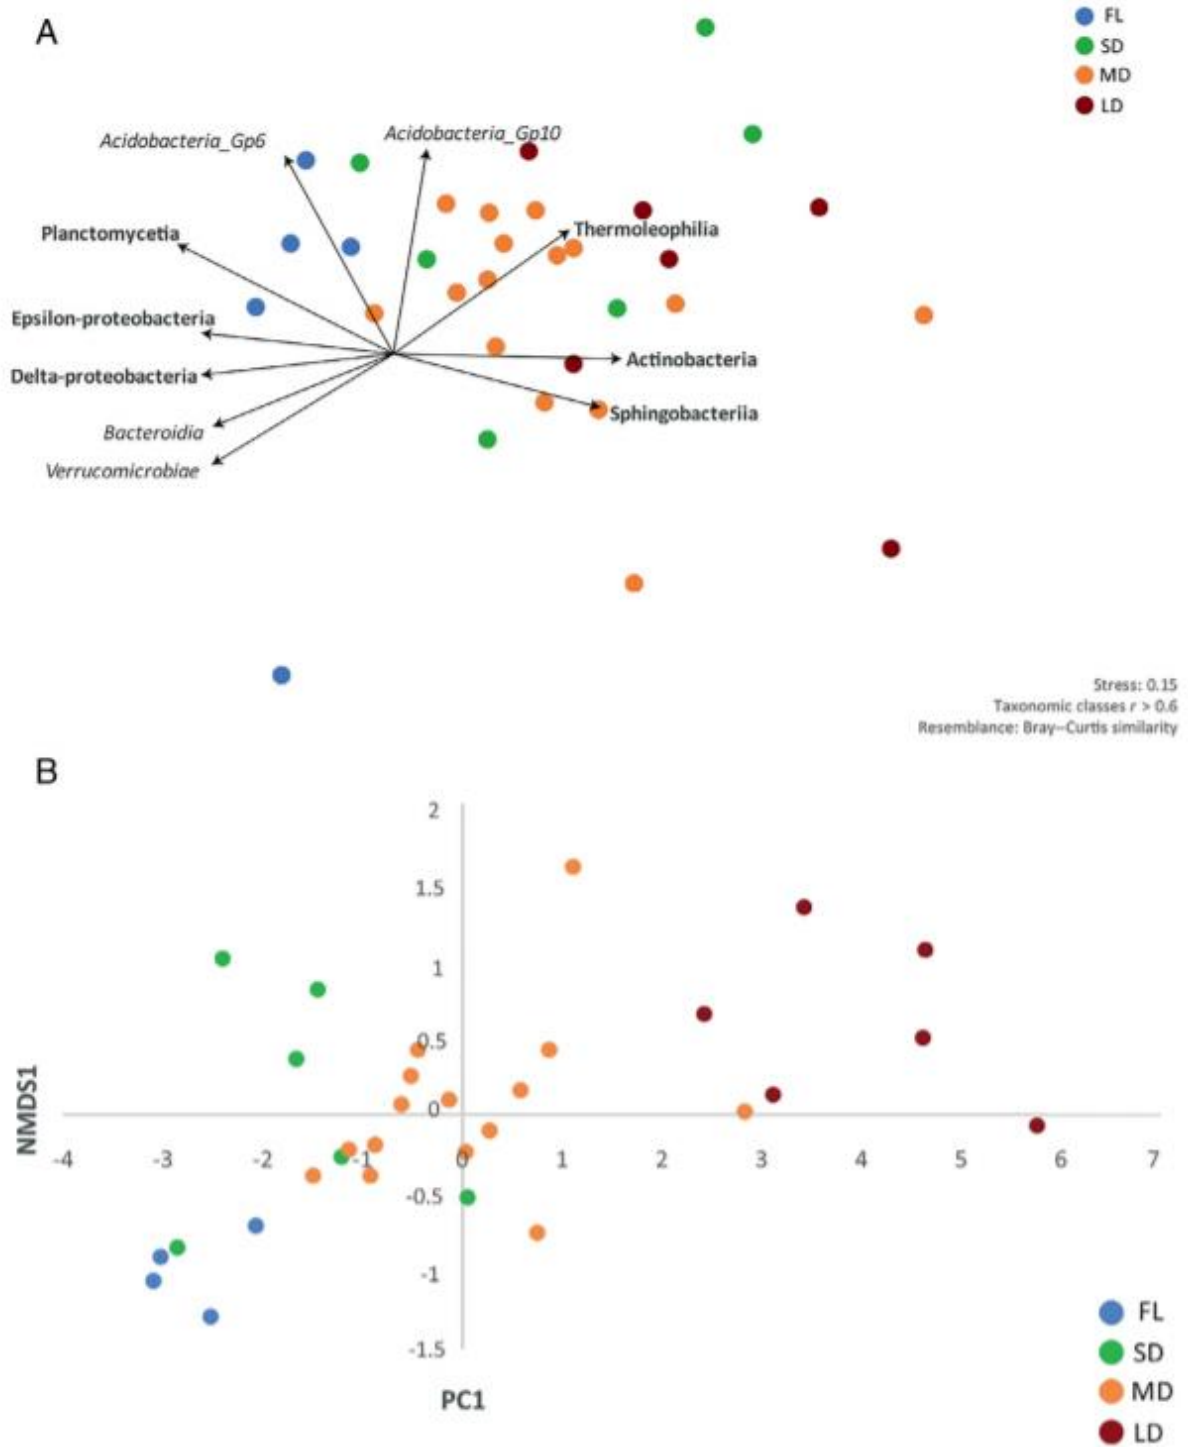 A
FL
SD
MD
LD
Acidobacteria_Gp6
Acidobacteria_Gp10
Planctomycetia
Thermoleophilia
Epsilon-proteobacteria
Actinobacteria
Delta-proteobacteria
Sphingobacteriia
Bacteroidia
Verrucomicrobiae
Stress: 0.15
Taxonomic classes r > 0.6
Resemblance: Bray–Curtis similarity
B
2
1.5
1
0.5
0
-4 -3 -2 -1 0 1 2 3 4 5 6 7
-0.5
-1
-1.5
NMDS1
PC1
FL
SD
MD
LD